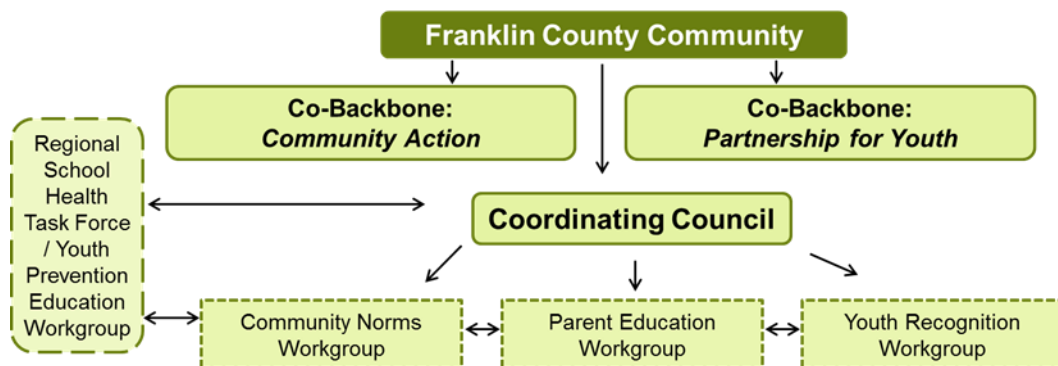 Franklin County Community
Co-Backbone:
Community Action
Co-Backbone:
Partnership for Youth
Regional
School
Health
Task Force
/ Youth
Prevention
Education
Workgroup
Coordinating Council
Community Norms
Workgroup
Parent Education
Workgroup
Youth Recognition
Workgroup